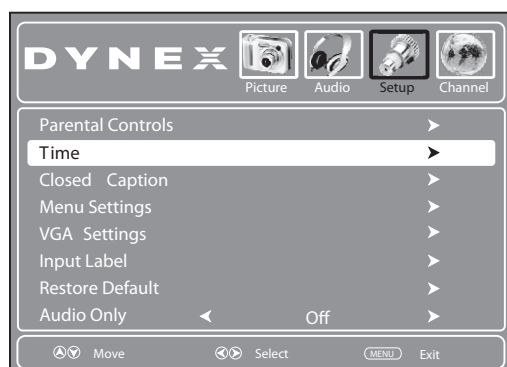 DYNEX
Picture Audio Setup Channel
Parental Controls
Time
Closed Caption
Menu Settings
VGA Settings
Input Label
Restore Default
Audio Only Off
Move Select MENU Exit